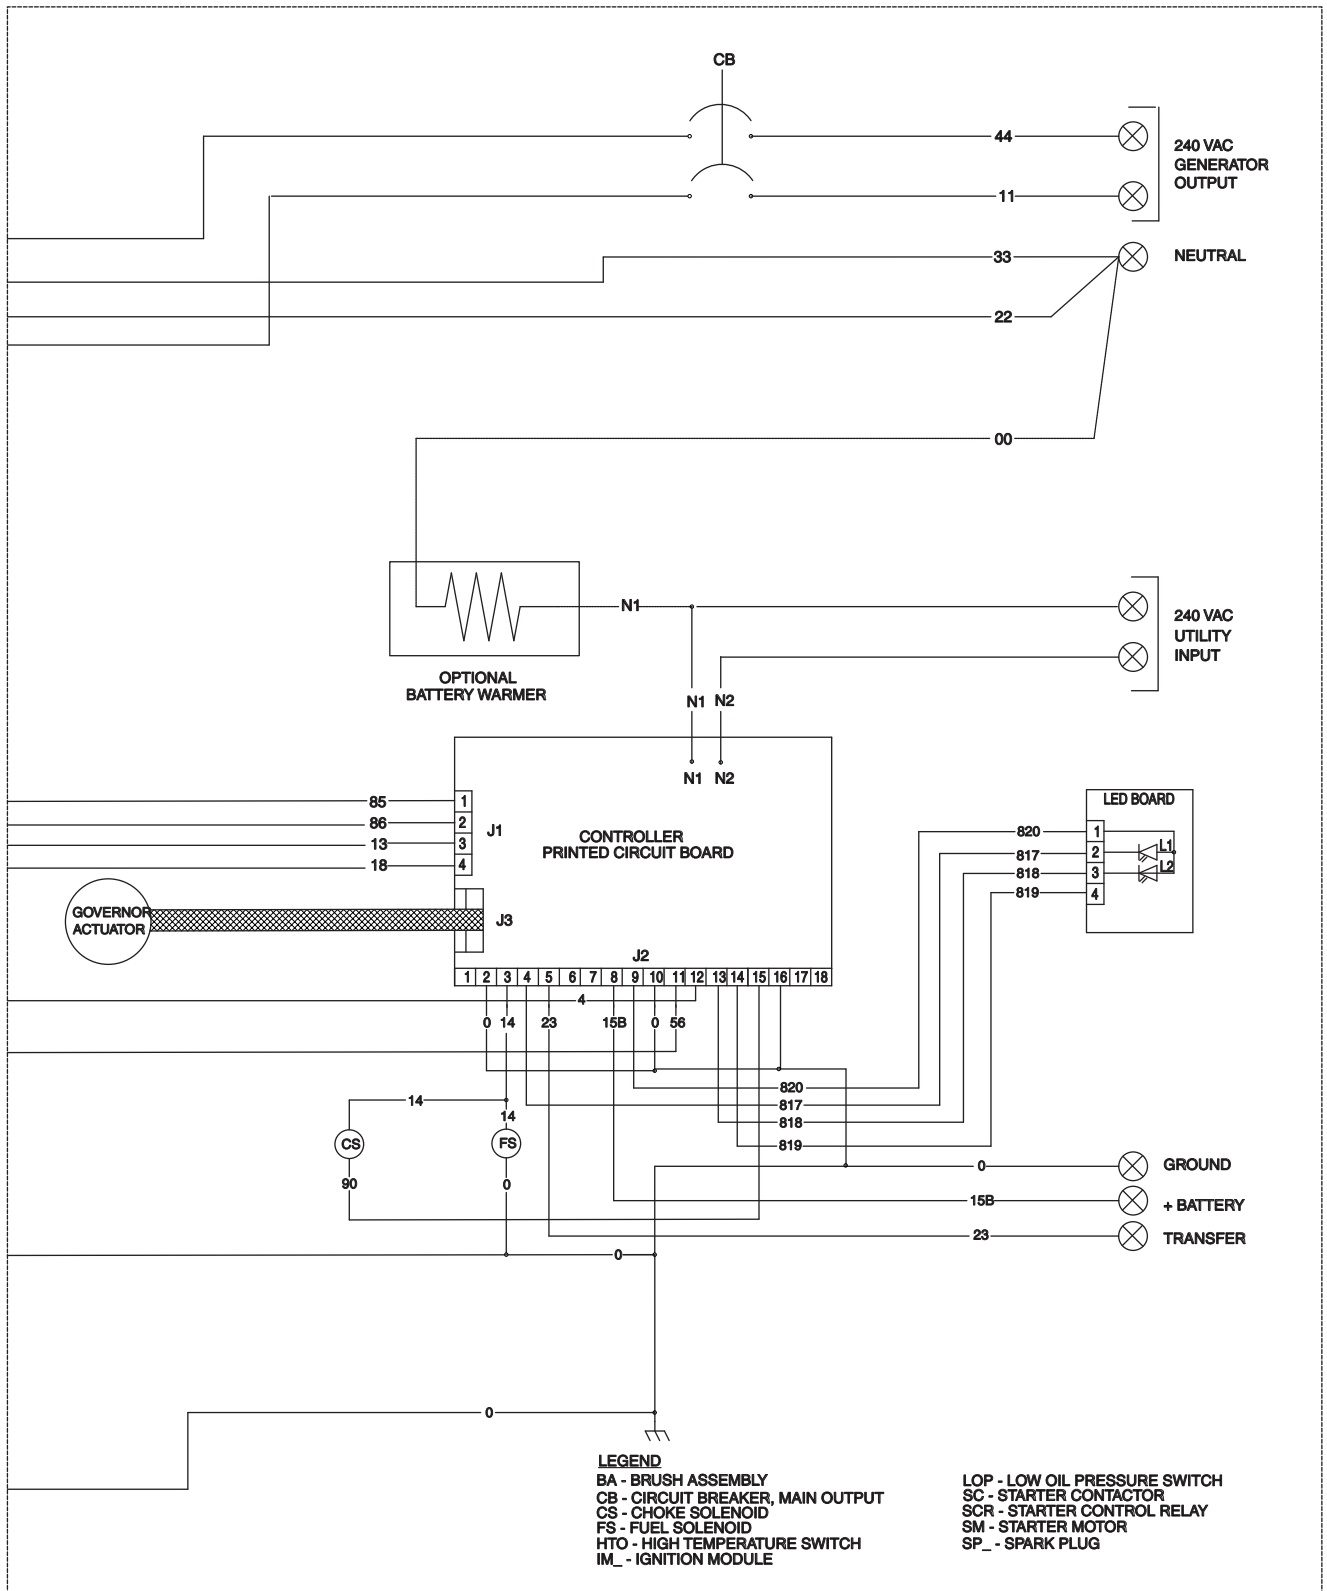 CB
44
240 VAC
GENERATOR
OUTPUT
11
33
NEUTRAL
22
00
N1
240 VAC
UTILITY
INPUT
OPTIONAL
BATTERY WARMER
N1 N2
N1 N2
LED BOARD
85
1
86
2
J1
13
3
18
4
CONTROLLER
PRINTED CIRCUIT BOARD
820
1
817
2
L1
818
3
L2
819
4
GOVERNOR
ACTUATOR
J3
J2
1 2 3 4 5 6 7 8 9 10 11 12 13 14 15 16 17 18
4
0 14 23 15B 0 56
820
817
818
819
14
14
CS
FS
90
0
0
GROUND
15B
+ BATTERY
23
TRANSFER
0
0
LEGEND
BA - BRUSH ASSEMBLY
CB - CIRCUIT BREAKER, MAIN OUTPUT
CS - CHOKE SOLENOID
FS - FUEL SOLENOID
HTO - HIGH TEMPERATURE SWITCH
IM_ - IGNITION MODULE
LOP - LOW OIL PRESSURE SWITCH
SC - STARTER CONTACTOR
SCR - STARTER CONTROL RELAY
SM - STARTER MOTOR
SP_ - SPARK PLUG